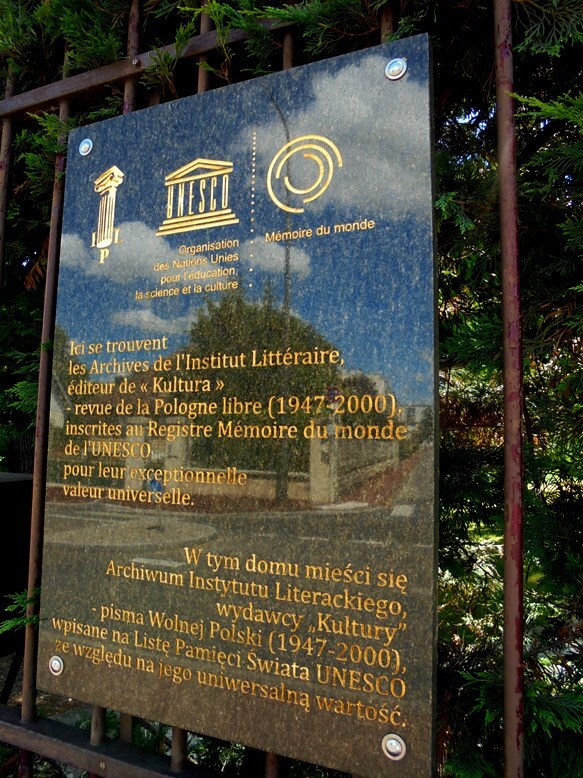 I L
P
UNESCO
Organisation
des Nations Unies
pour l'éducation,
la science et la culture
Mémoire du monde
Ici se trouvent
les Archives de l'Institut Littéraire,
éditeur de « Kultura »
- revue de la Pologne libre (1947-2000),
inscrites au Registre Mémoire du monde
de l'UNESCO
pour leur exceptionnelle
valeur universelle.
W tym domu mieści się
Archiwum Instytutu Literackiego,
wydawcy „Kultury”
- pisma Wolnej Polski (1947-2000),
wpisane na Listę Pamięci Świata UNESCO
ze względu na jego uniwersalną wartość.